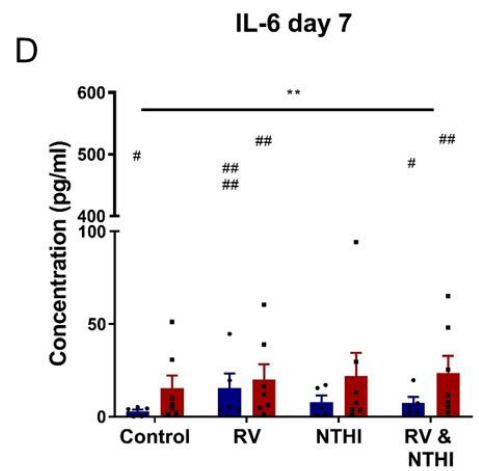 IL-6 day 7
D
**
600
500
400
100
50
0
Concentration (pg/ml)
#
##
##
##
#
##
Control
RV
NTHI
RV &
NTHI